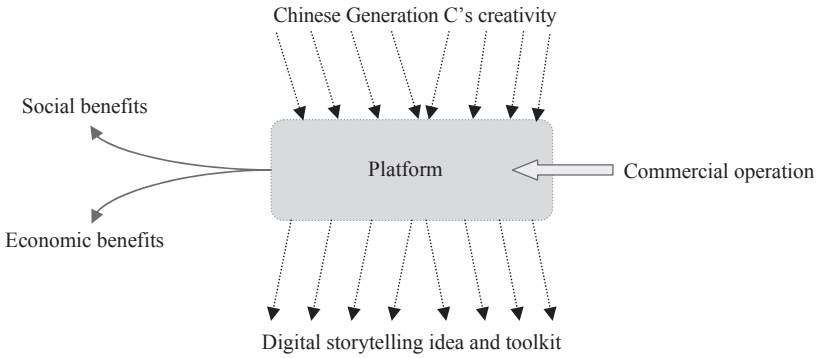 Chinese Generation C's creativity
Social benefits
Platform
Commercial operation
Economic benefits
Digital storytelling idea and toolkit